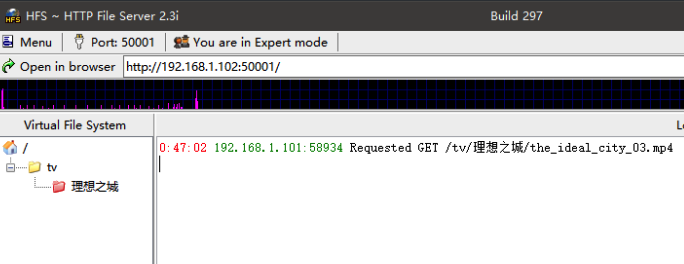 HFS ~ HTTP File Server 2.3i Build 297
Menu Port: 50001 You are in Expert mode
Open in browser http://192.168.1.102:50001/
Virtual File System
/
0:47:02 192.168.1.101:58934 Requested GET /tv/理想之城/the_ideal_city_03.mp4
tv
理想之城